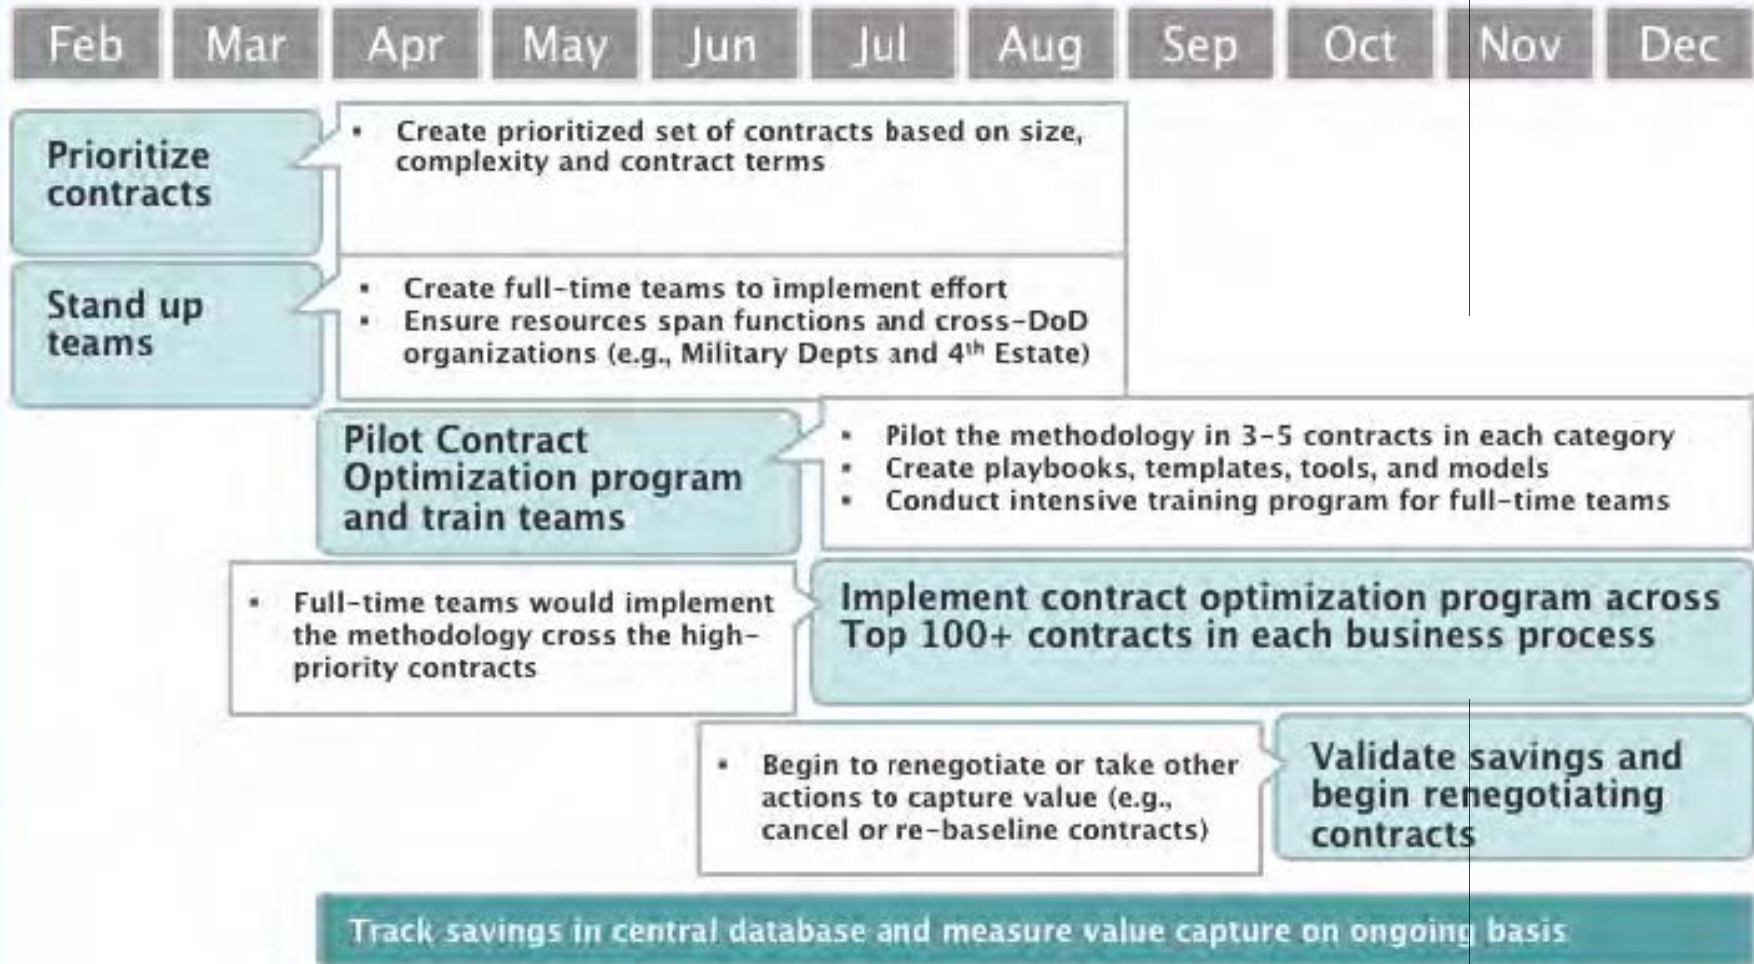 Feb Mar Apr May Jun Jul Aug Sep Oct Nov Dec
Prioritize
contracts
▪ Create prioritized set of contracts based on size,
complexity and contract terms
Stand up
teams
▪ Create full-time teams to implement effort
▪ Ensure resources span functions and cross-DoD
organizations (e.g., Military Depts and 4th Estate)
Pilot Contract
Optimization program
and train teams
▪ Pilot the methodology in 3-5 contracts in each category
▪ Create playbooks, templates, tools, and models
▪ Conduct intensive training program for full-time teams
▪ Full-time teams would implement
the methodology cross the high-
priority contracts
Implement contract optimization program across
Top 100+ contracts in each business process
▪ Begin to renegotiate or take other
actions to capture value (e.g.,
cancel or re-baseline contracts)
Validate savings and
begin renegotiating
contracts
Track savings in central database and measure value capture on ongoing basis